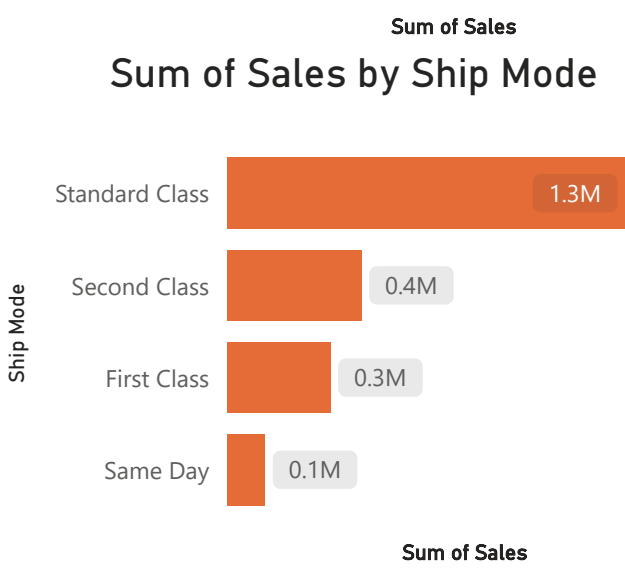 Sum of Sales
Sum of Sales by Ship Mode
Ship Mode
Standard Class 1.3M
Second Class 0.4M
First Class 0.3M
Same Day 0.1M
Sum of Sales